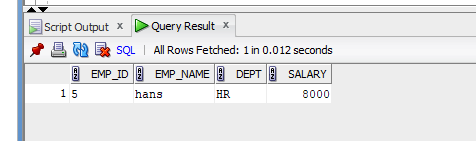 Script Output x Query Result x
SQL | All Rows Fetched: 1 in 0.012 seconds
EMP_ID EMP_NAME DEPT SALARY
1 5 hans HR 8000